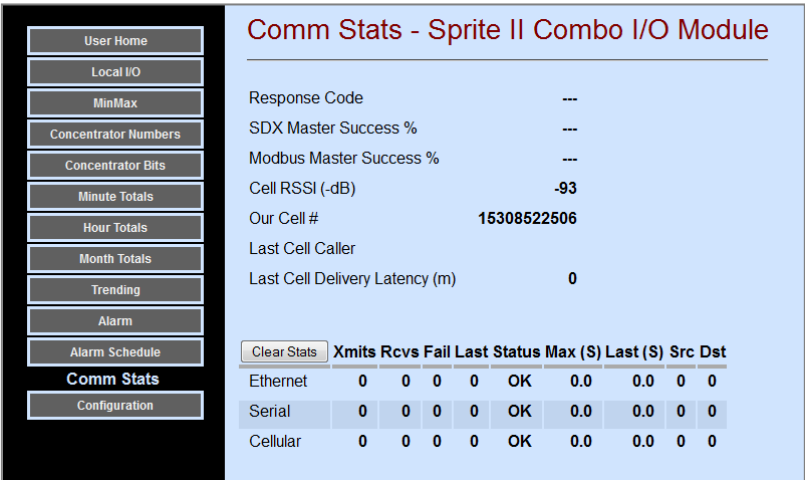 Comm Stats - Sprite II Combo I/O Module
User Home
Local I/O
MinMax
Concentrator Numbers
Concentrator Bits
Minute Totals
Hour Totals
Month Totals
Trending
Alarm
Alarm Schedule
Comm Stats
Configuration
Response Code ---
SDX Master Success % ---
Modbus Master Success % ---
Cell RSSI (-dB) -93
Our Cell # 15308522506
Last Cell Caller
Last Cell Delivery Latency (m) 0
Clear Stats Xmits Rcvs Fail Last Status Max (S) Last (S) Src Dst
Ethernet 0 0 0 0 OK 0.0 0.0 0 0
Serial 0 0 0 0 OK 0.0 0.0 0 0
Cellular 0 0 0 0 OK 0.0 0.0 0 0